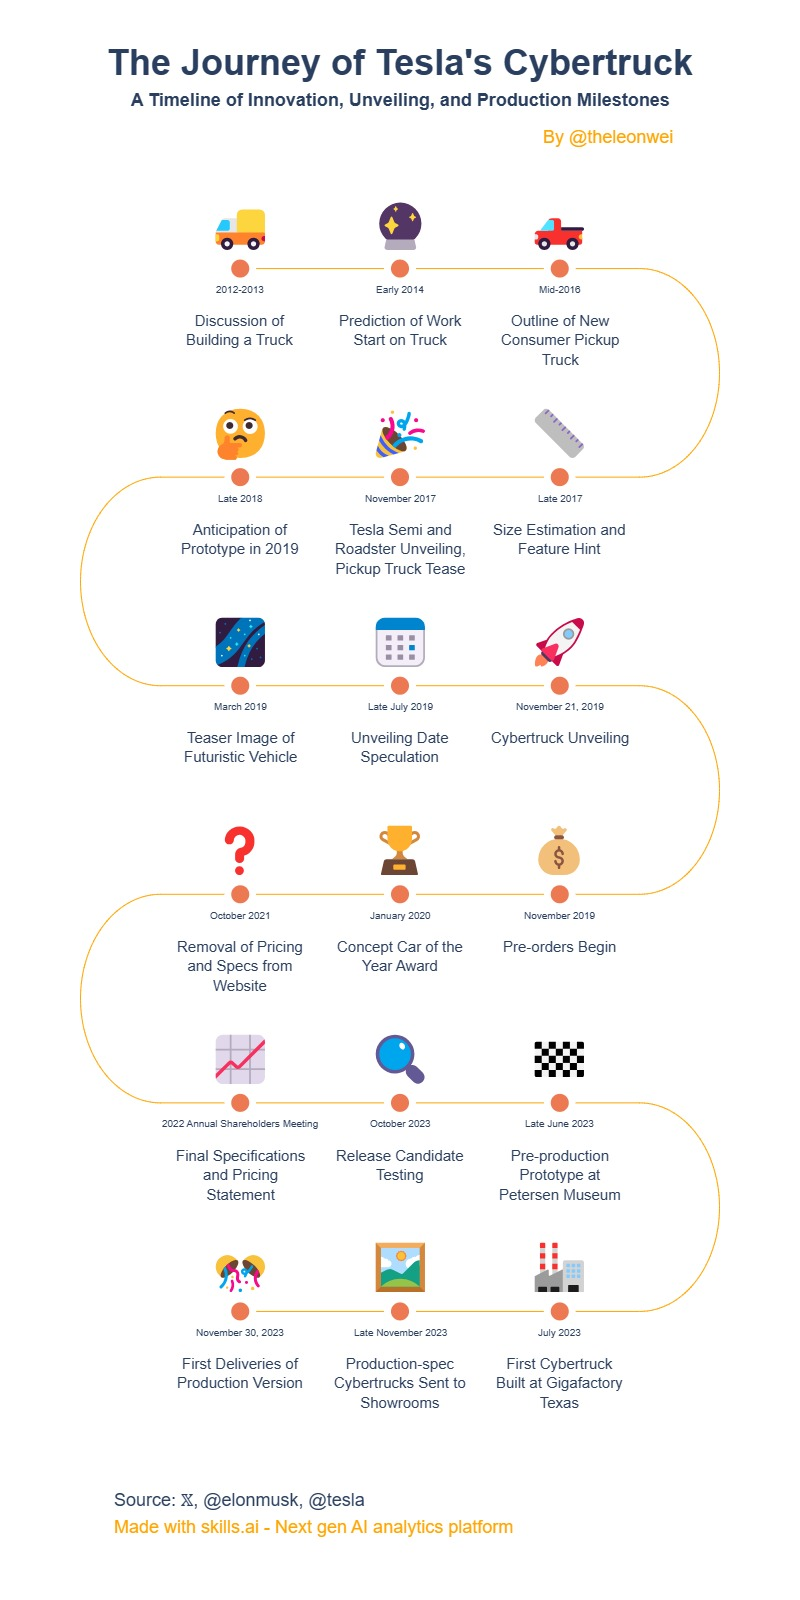 The Journey of Tesla's Cybertruck
A Timeline of Innovation, Unveiling, and Production Milestones
By @theleonwei
2012-2013
Discussion of
Building a Truck
Early 2014
Prediction of Work
Start on Truck
Mid-2016
Outline of New
Consumer Pickup
Truck
Late 2018
Anticipation of
Prototype in 2019
November 2017
Tesla Semi and
Roadster Unveiling,
Pickup Truck Tease
Late 2017
Size Estimation and
Feature Hint
March 2019
Teaser Image of
Futuristic Vehicle
Late July 2019
Unveiling Date
Speculation
November 21, 2019
Cybertruck Unveiling
October 2021
Removal of Pricing
and Specs from
Website
January 2020
Concept Car of the
Year Award
$
November 2019
Pre-orders Begin
2022 Annual Shareholders Meeting
Final Specifications
and Pricing
Statement
October 2023
Release Candidate
Testing
Late June 2023
Pre-production
Prototype at
Petersen Museum
November 30, 2023
First Deliveries of
Production Version
Late November 2023
Production-spec
Cybertrucks Sent to
Showrooms
July 2023
First Cybertruck
Built at Gigafactory
Texas
Source: 𝕏, @elonmusk, @tesla
Made with skills.ai - Next gen AI analytics platform